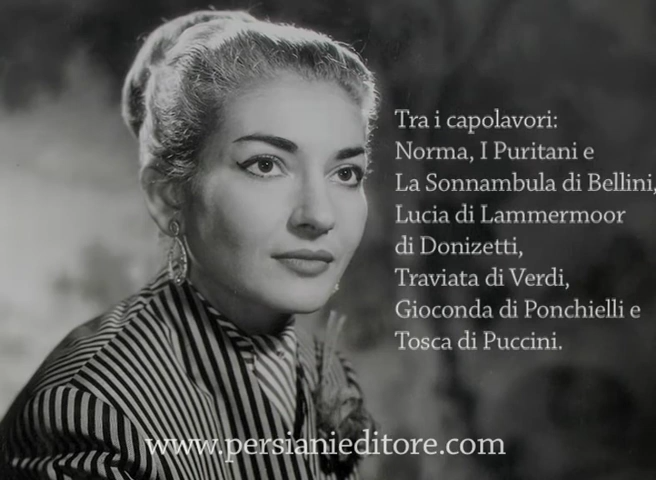 Tra i capolavori:
Norma, I Puritani e
La Sonnambula di Bellini,
Lucia di Lammermoor
di Donizetti,
Traviata di Verdi,
Gioconda di Ponchielli e
Tosca di Puccini.
www.persianieditore.com